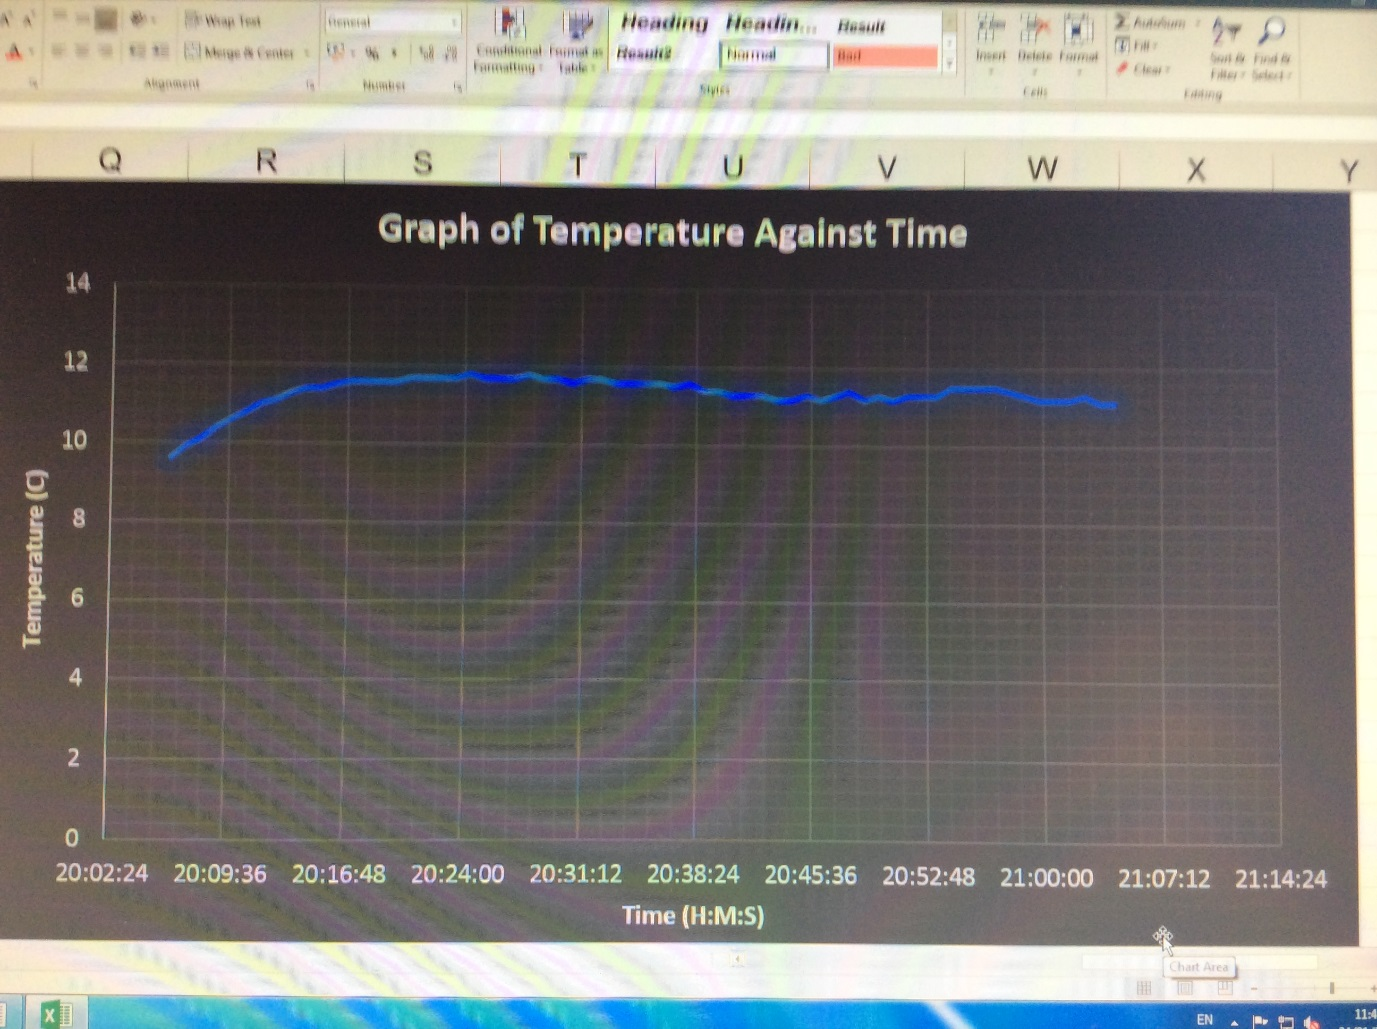 Wrap Text
General
Merge & Center
%
Conditional
Formatting
Format as
Table
Heading
Headin...
Result
Result2
Normal
Bad
Insert
Delete
Format
AutoSum
Fill
Clear
Sort &
Filter
Find &
Select
Alignment
Number
Styles
Cells
Editing
Q R S T U V W X Y
Graph of Temperature Against Time
14
12
10
8
6
4
2
0
Temperature (C)
20:02:24 20:09:36 20:16:48 20:24:00 20:31:12 20:38:24 20:45:36 20:52:48 21:00:00 21:07:12 21:14:24
Time (H:M:S)
Chart Area
EN